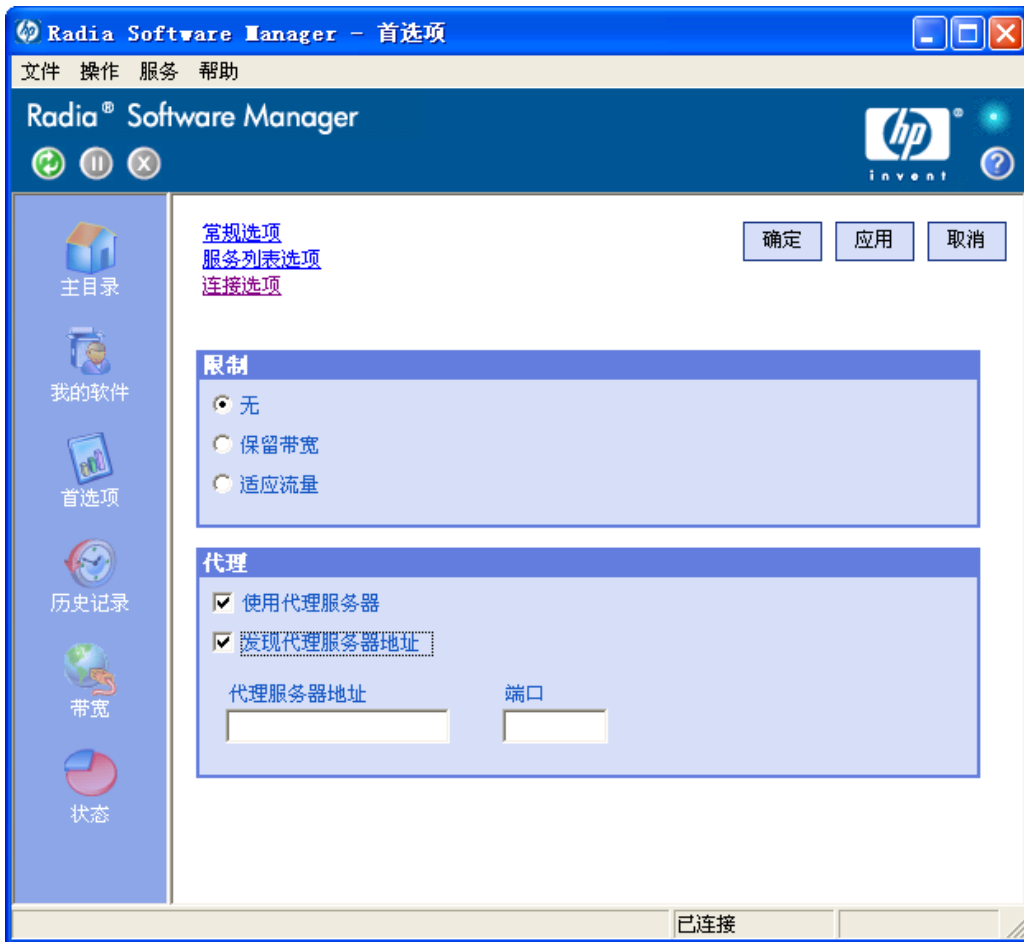 Radia Software Manager - 首选项
文件 操作 服务 帮助
Radia® Software Manager
hp ®
invent
主目录
我的软件
首选项
历史记录
带宽
状态
常规选项
服务列表选项
连接选项
确定 应用 取消
限制
无
保留带宽
适应流量
代理
使用代理服务器
发现代理服务器地址
代理服务器地址 端口
已连接